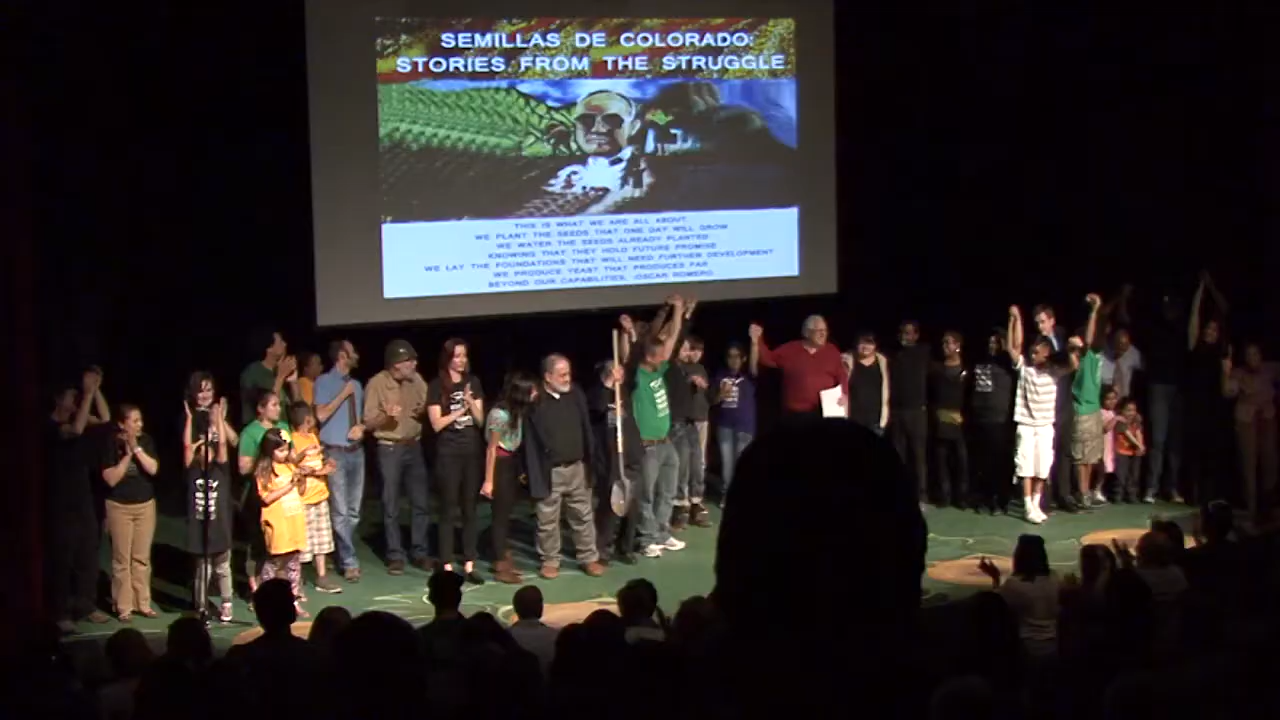 SEMILLAS DE COLORADO:
STORIES FROM THE STRUGGLE
THIS IS WHAT WE ARE ALL ABOUT
WE PLANT THE SEEDS THAT ONE DAY WILL GROW
WE WATER THE SEEDS ALREADY PLANTED
KNOWING THAT THEY HOLD FUTURE PROMISE
WE LAY THE FOUNDATIONS THAT WILL NEED FURTHER DEVELOPMENT
WE PRODUCE YEAST THAT PRODUCES FAR
BEYOND OUR CAPABILITIES. -OSCAR ROMERO